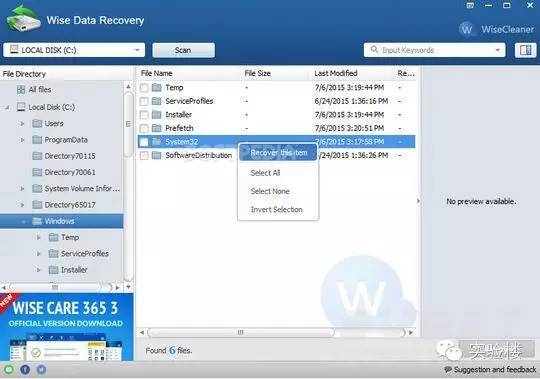 Wise Data Recovery
WiseCleaner
LOCAL DISK (C:)
Scan
Input Keywords
File Directory
All files
Local Disk (C:)
Users
ProgramData
Directory70115
Directory70061
System Volume Infor...
Directory65017
Windows
Temp
ServiceProfiles
Installer
File Name File Size Last Modified Re...
Temp - 7/6/2015 3:19:44 PM -
ServiceProfiles - 6/24/2015 1:36:16 PM -
Installer - 7/6/2015 3:19:44 PM -
Prefetch - 7/6/2015 3:20:51 PM -
System32 - 7/6/2015 3:17:58 PM -
SoftwareDistribution /24/2015 1:36:26 PM -
Recover this item
Select All
Select None
Invert Selection
No preview available.
NEW
WISE CARE 365 3
OFFICIAL VERSION DOWNLOAD
W
Found 6 files.
实验楼
Suggestion and feedback